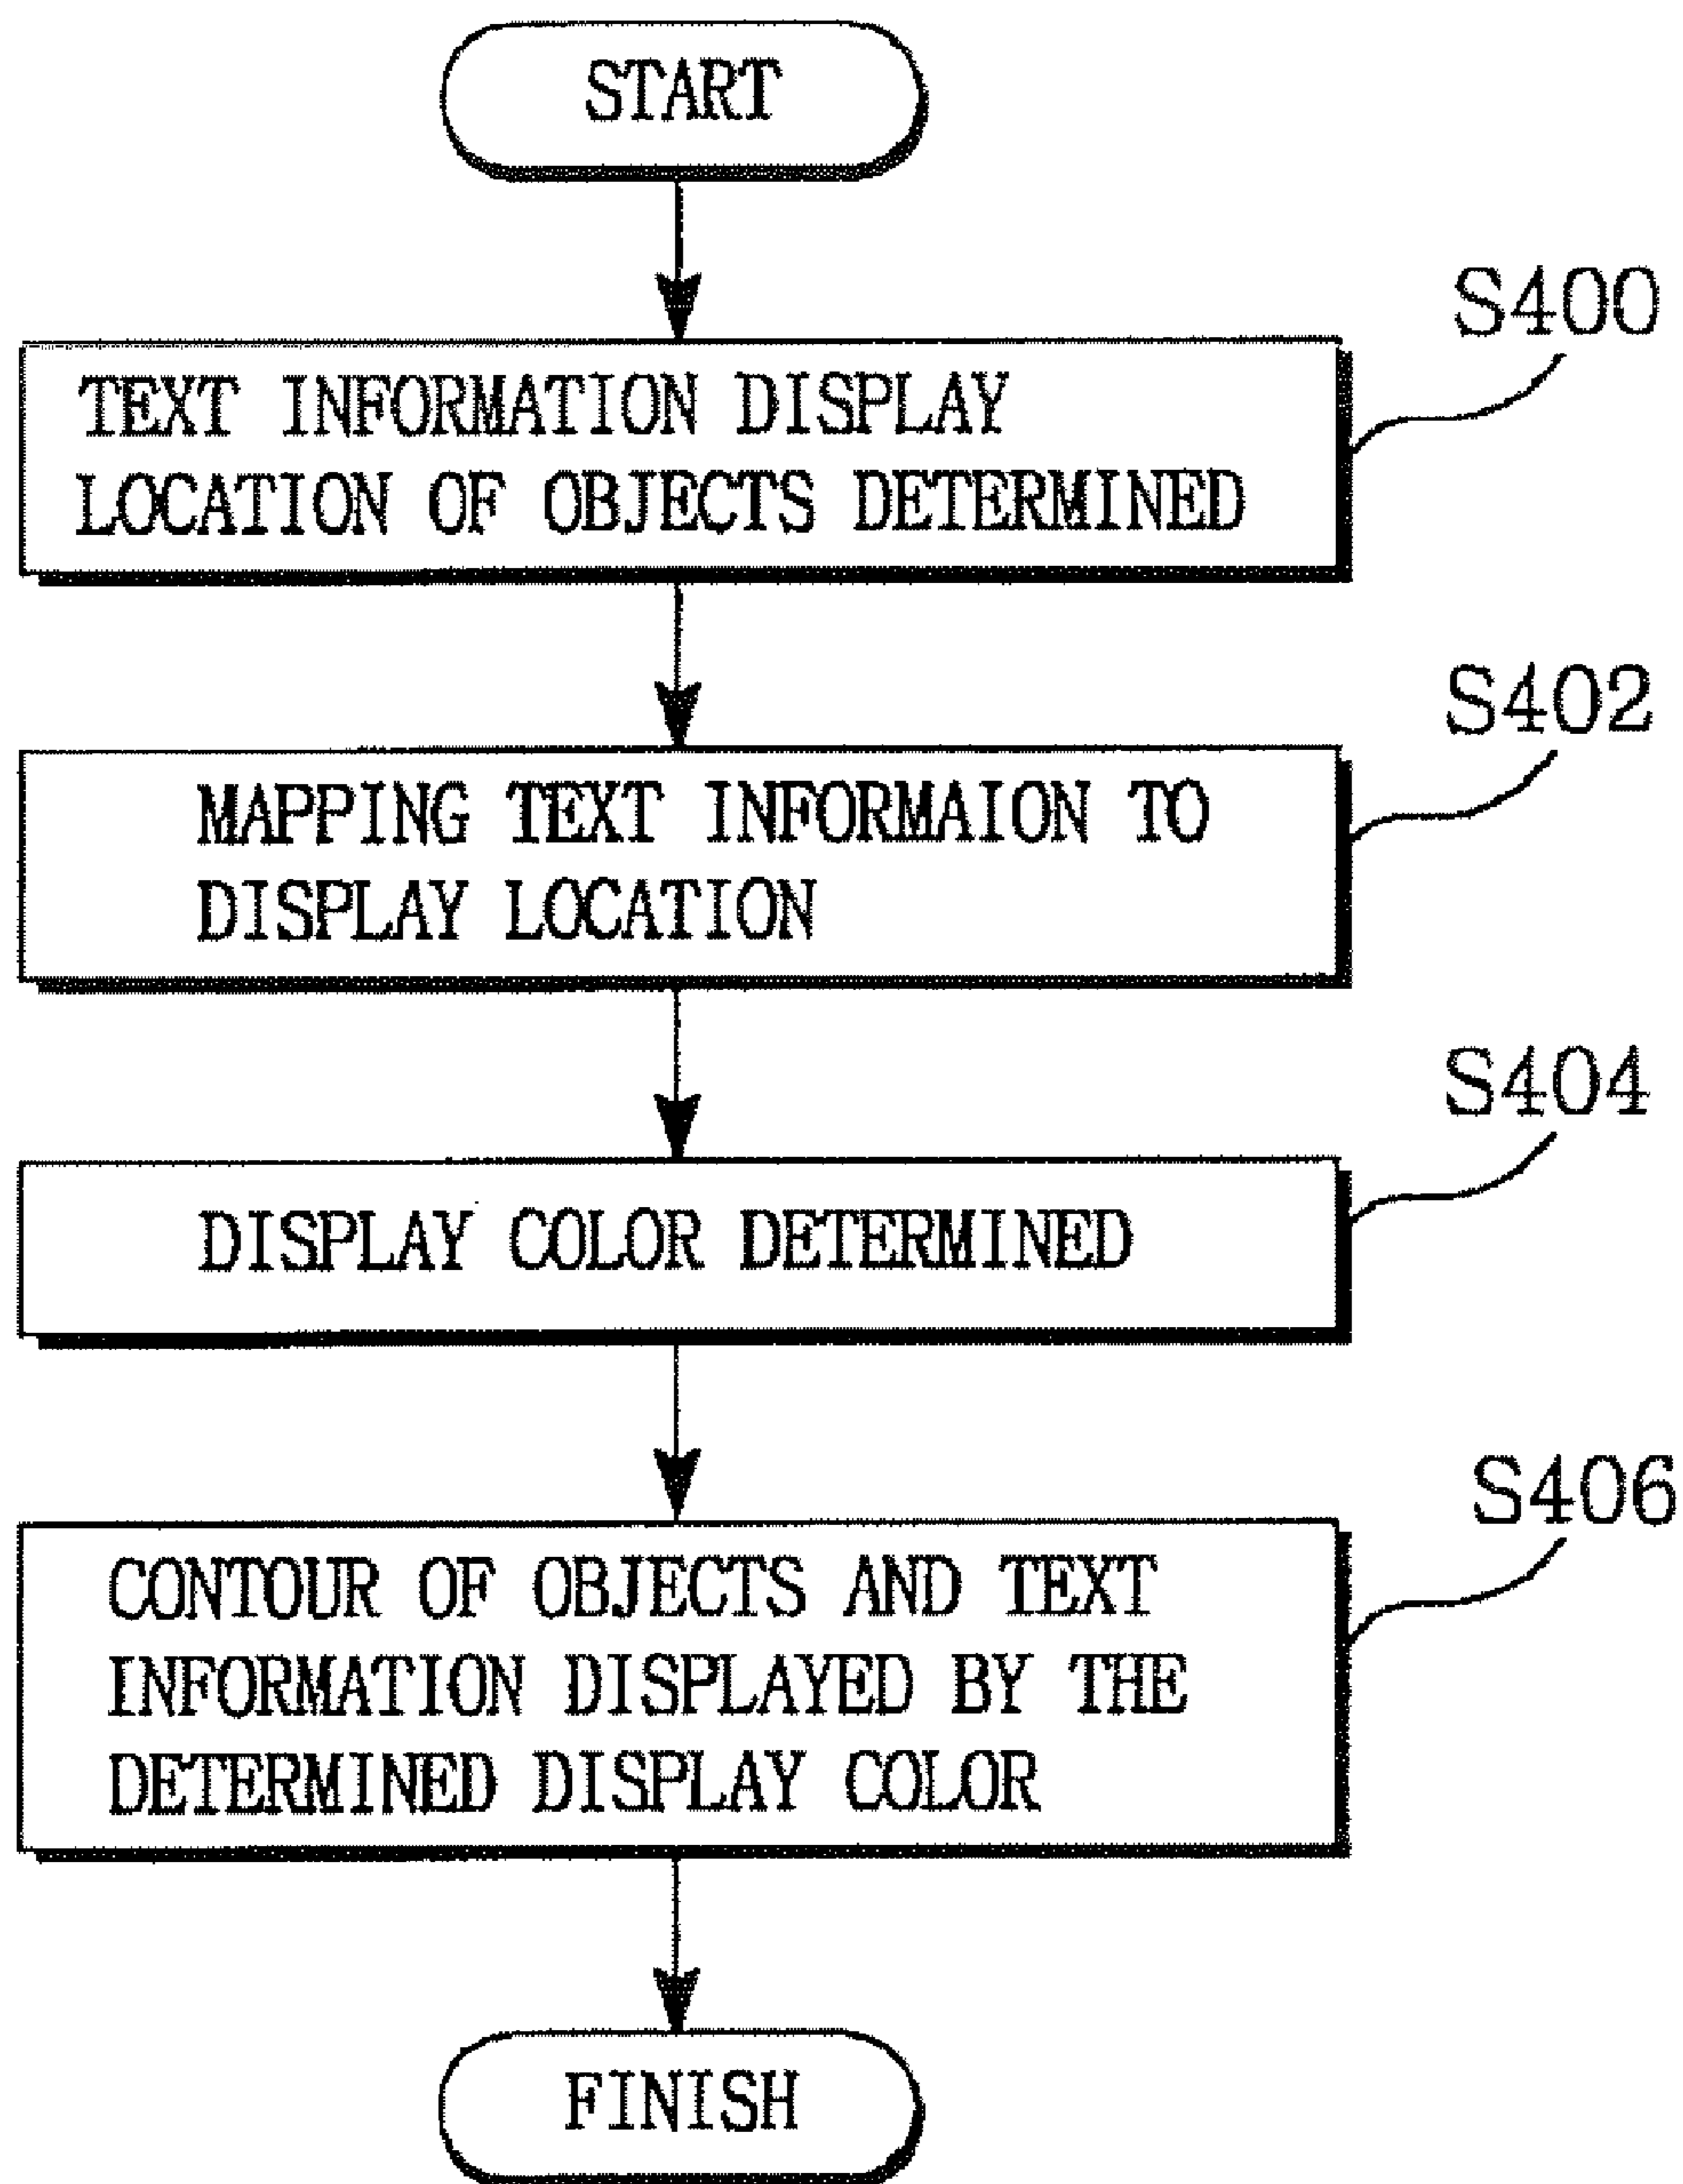 START
S400
TEXT INFORMATION DISPLAY
LOCATION OF OBJECTS DETERMINED
S402
MAPPING TEXT INFORMAION TO
DISPLAY LOCATION
S404
DISPLAY COLOR DETERMINED
S406
CONTOUR OF OBJECTS AND TEXT
INFORMATION DISPLAYED BY THE
DETERMINED DISPLAY COLOR
FINISH